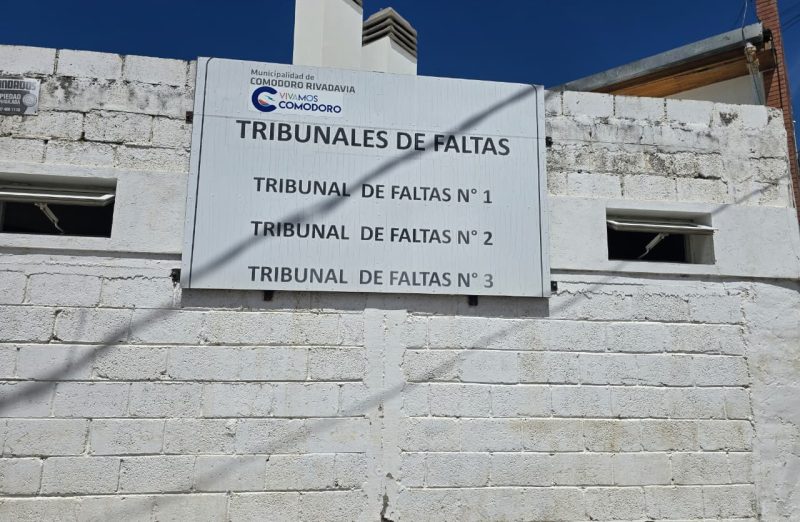 Municipalidad de
COMODORO RIVADAVIA
VIVAMOS
COMODORO
TRIBUNALES DE FALTAS
TRIBUNAL DE FALTAS N° 1
TRIBUNAL DE FALTAS N° 2
TRIBUNAL DE FALTAS N° 3